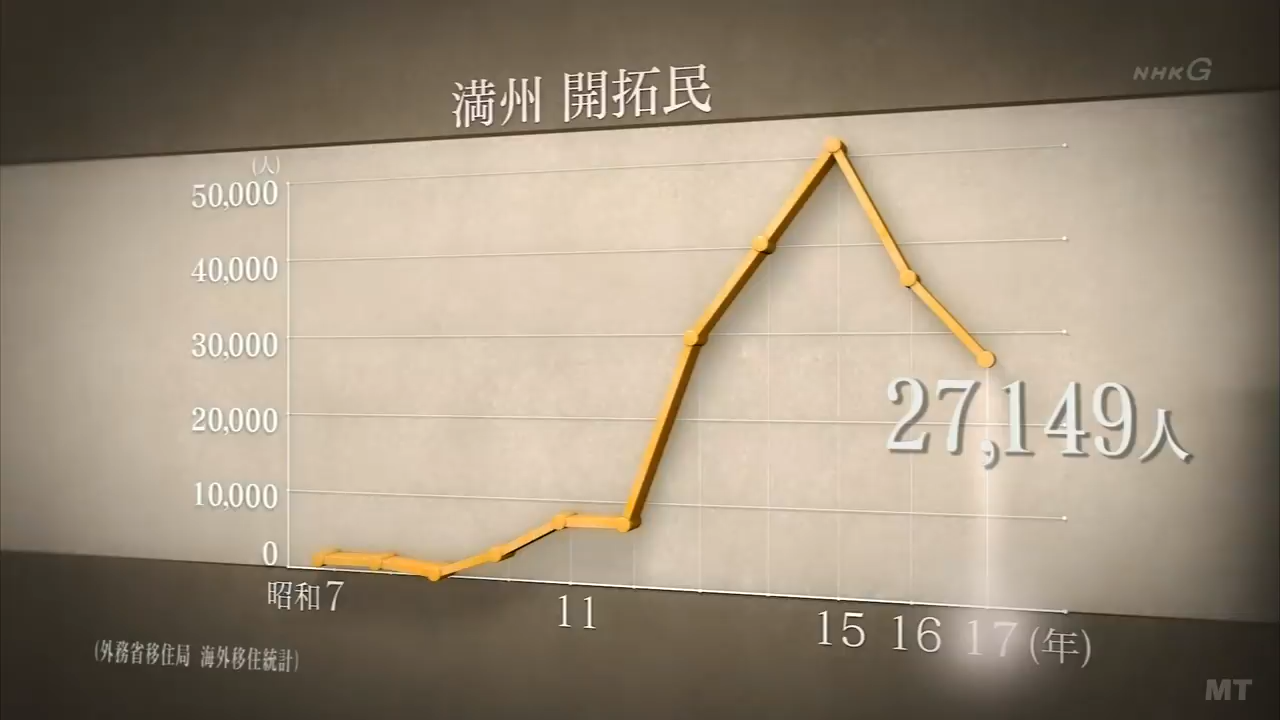 NHKG
満州 開拓民
(人)
50,000
40,000
30,000
20,000
10,000
0
27,149人
昭和7 11 15 16 17 (年)
(外務省移住局 海外移住統計)
MT